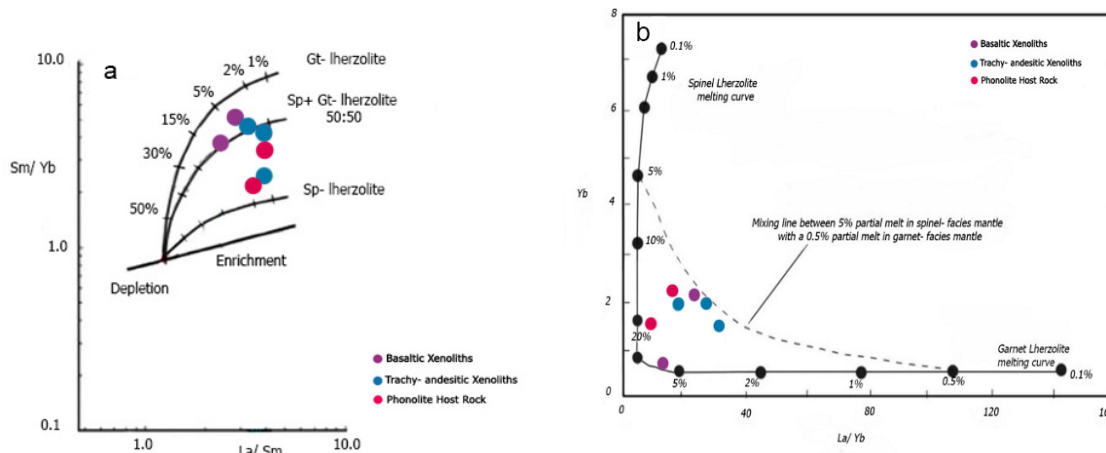 a
10.0
1.0
0.1
Sm/ Yb
1.0
10.0
La/ Sm
1%
2%
5%
15%
30%
50%
Gt- lherzolite
Sp+ Gt- lherzolite
50:50
Sp- lherzolite
Enrichment
Depletion
Basaltic Xenoliths
Trachy- andesitic Xenoliths
Phonolite Host Rock
b
8
6
4
2
0
Yb
0
40
80
120
160
La/ Yb
0.1%
1%
5%
10%
20%
Spinel Lherzolite
melting curve
Basaltic Xenoliths
Trachy- andesitic Xenoliths
Phonolite Host Rock
Mixing line between 5% partial melt in spinel- facies mantle
with a 0.5% partial melt in garnet- facies mantle
Garnet Lherzolite
melting curve
5%
2%
1%
0.5%
0.1%